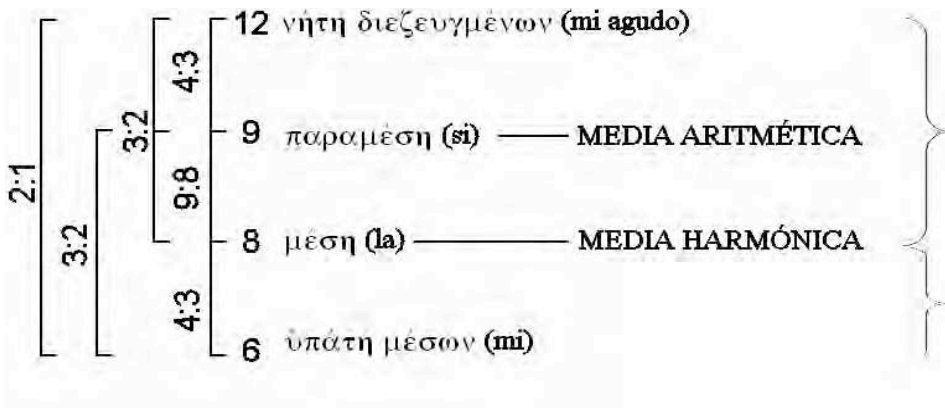 12 νήτη διεζευγμένων (mi agudo)
4:3
3:2
9 παραμέση (si) MEDIA ARITMÉTICA
2:1
9:8
3:2
8 μέση (la) MEDIA HARMÓNICA
4:3
6 ὑπάτη μέσων (mi)